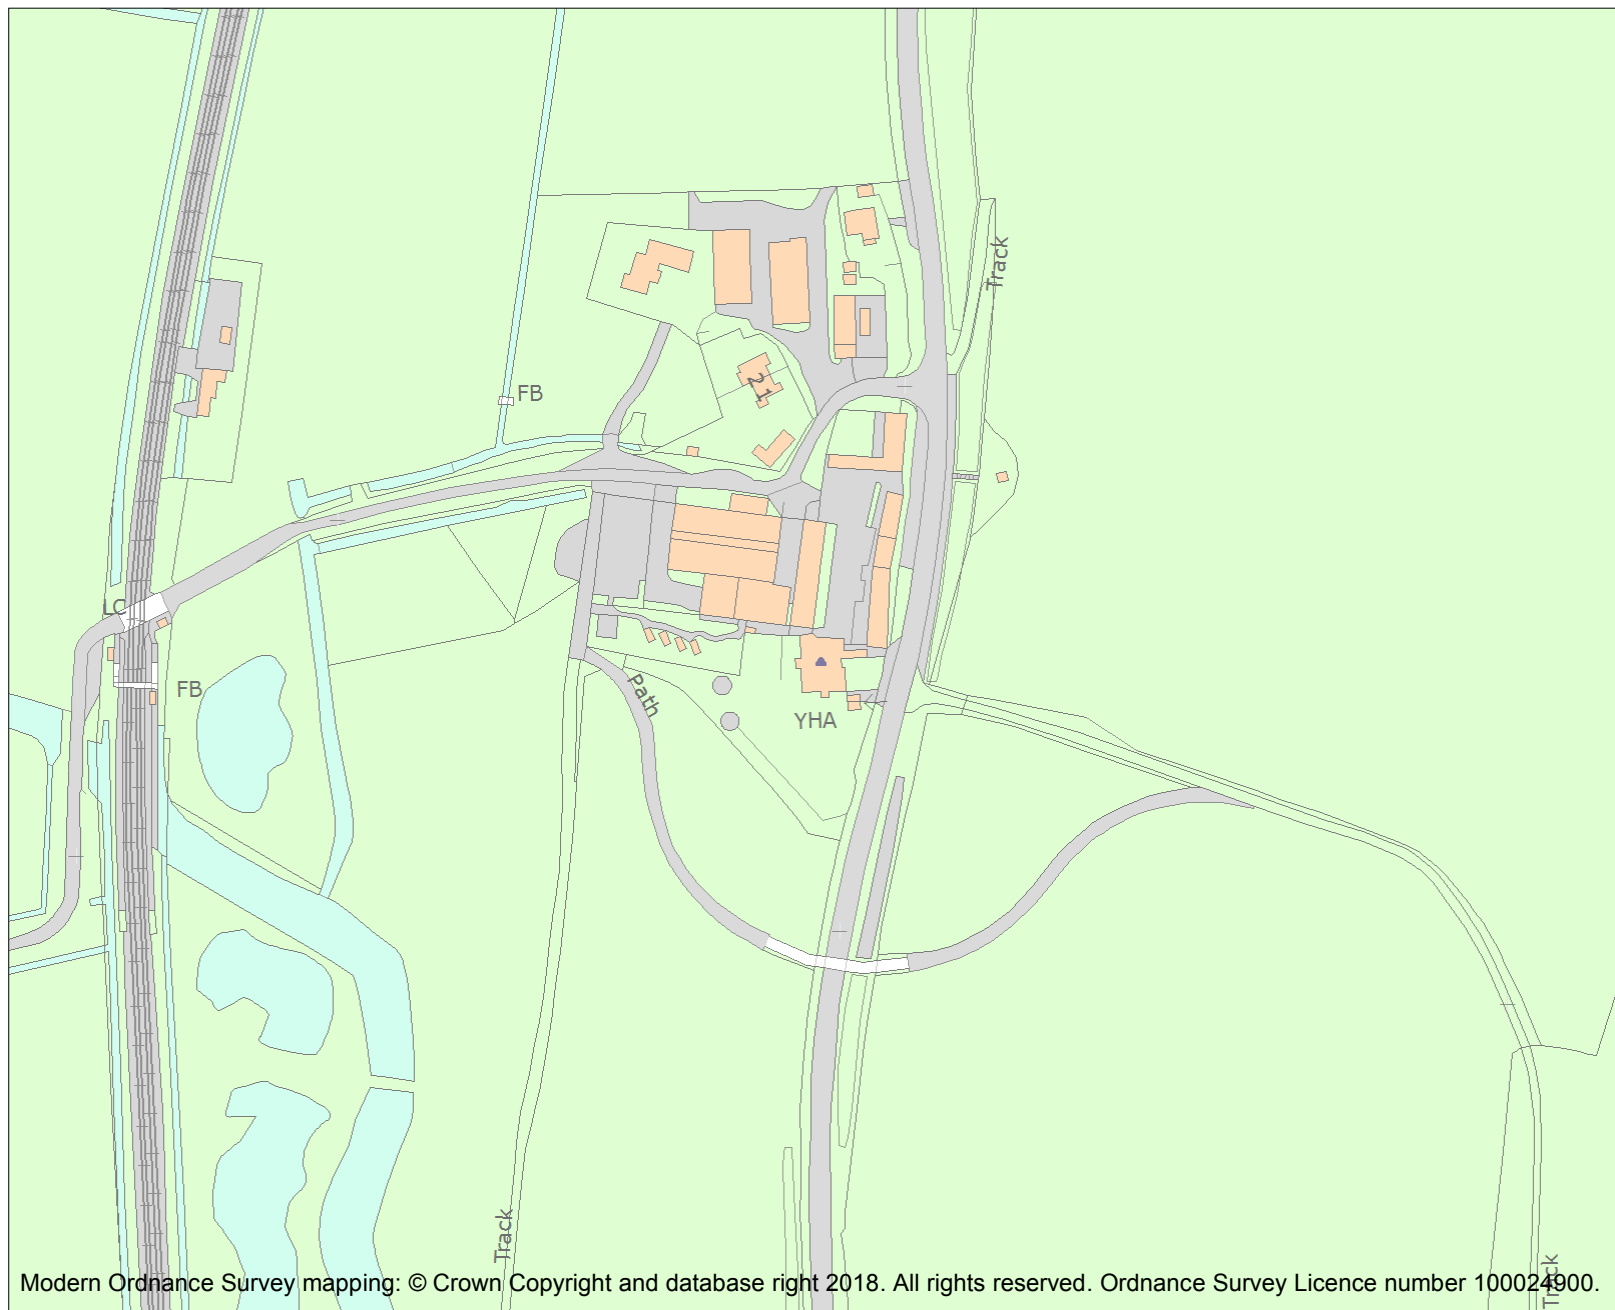 Track
FB
21
LC
FB
Path
YHA
Track
Track
Modern Ordnance Survey mapping: © Crown Copyright and database right 2018. All rights reserved. Ordnance Survey Licence number 100024900.